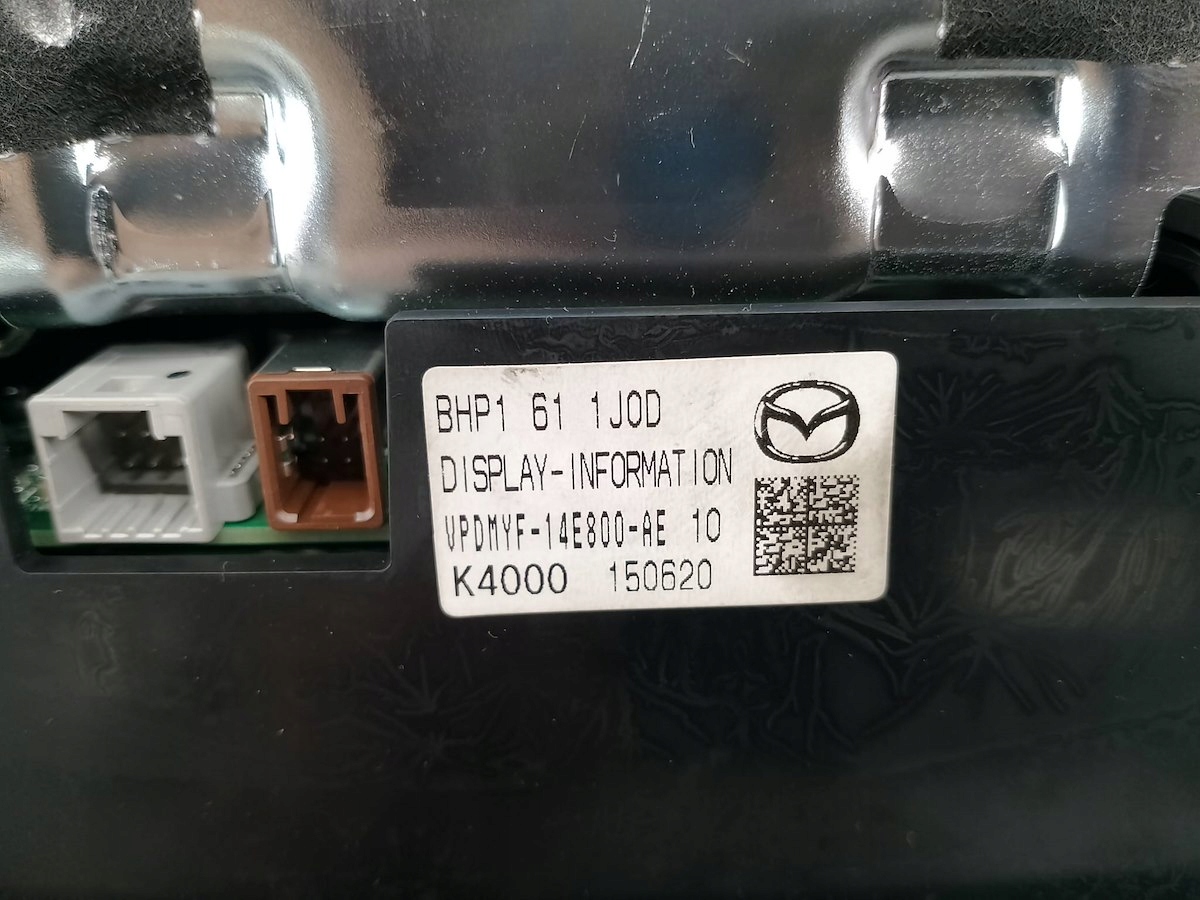 BHP1 61 1J0D
DISPLAY-INFORMATION
VPDMYF-14E800-AE 10
K4000 150620